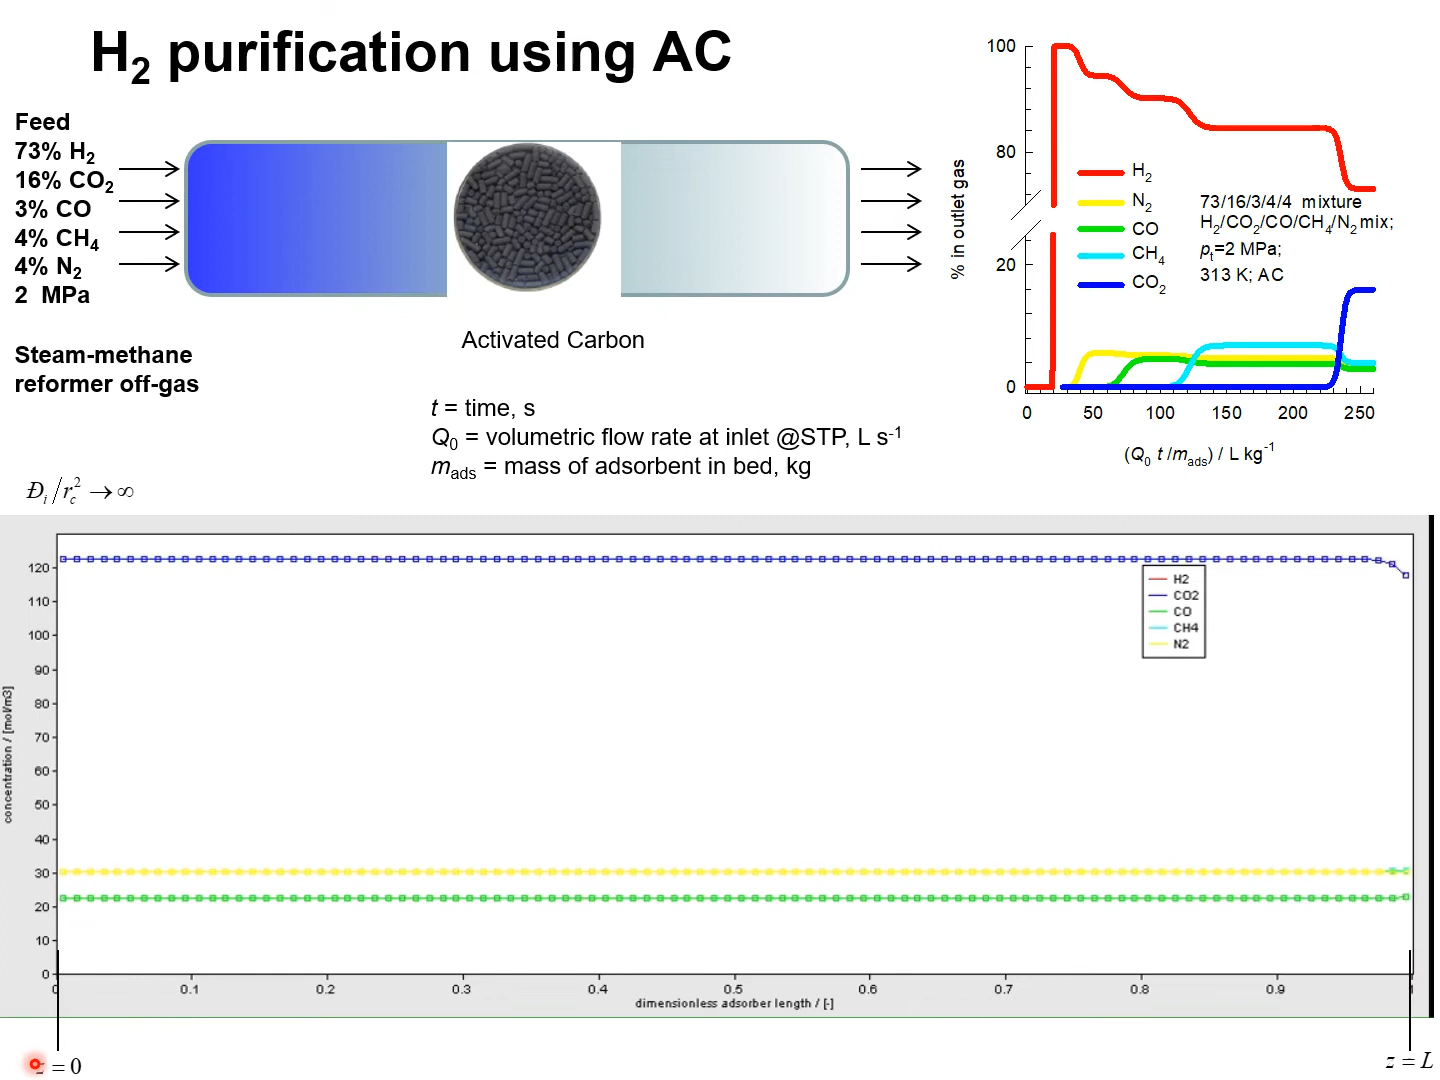 H2 purification using AC
Feed
73% H2
16% CO2
3% CO
4% CH4
4% N2
2 MPa
Steam-methane
reformer off-gas
Activated Carbon
t = time, s
Q0 = volumetric flow rate at inlet @STP, L s-1
mads = mass of adsorbent in bed, kg
Đi/rc2 → ∞
% in outlet gas
100
80
20
0
H2
N2
CO
CH4
CO2
73/16/3/4/4 mixture
H2/CO2/CO/CH4/N2 mix;
pt=2 MPa;
313 K; AC
0 50 100 150 200 250
(Q0 t /mads) / L kg-1
concentration / [mol/m3]
120
110
100
90
80
70
60
50
40
30
20
10
0
H2
CO2
CO
CH4
N2
0 0.1 0.2 0.3 0.4 0.5 0.6 0.7 0.8 0.9
dimensionless adsorber length / [-]
z = 0
z = L